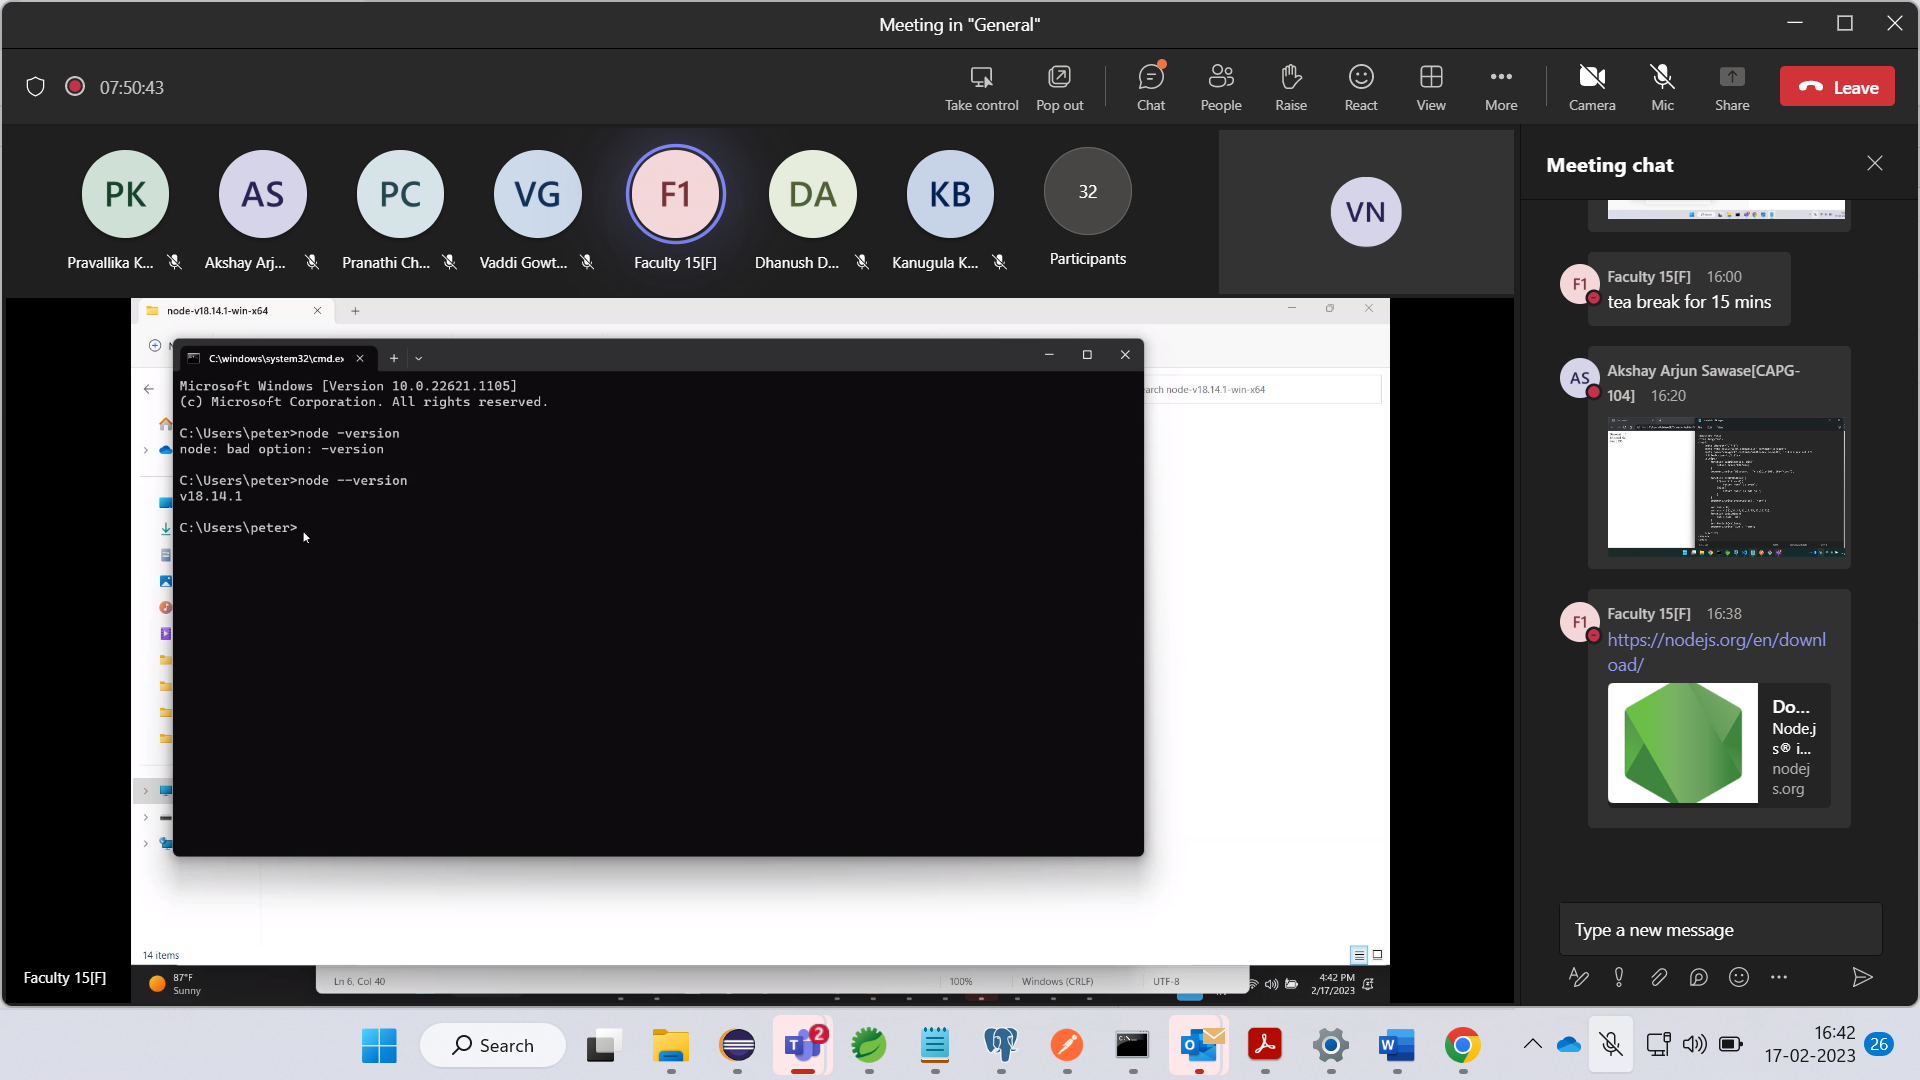 Meeting in "General"
07:50:43
Take control
Pop out
Chat
People
Raise
React
View
More
Camera
Mic
Share
Leave
PK
AS
PC
VG
F1
DA
KB
32
VN
Pravallika K...
Akshay Arj...
Pranathi Ch...
Vaddi Gowt...
Faculty 15[F]
Dhanush D...
Kanugula K...
Participants
node-v18.14.1-win-x64
C:\windows\system32\cmd.ex
arch node-v18.14.1-win-x64
Microsoft Windows [Version 10.0.22621.1105]
(c) Microsoft Corporation. All rights reserved.
C:\Users\peter>node -version
node: bad option: -version
C:\Users\peter>node --version
v18.14.1
C:\Users\peter>
14 items
Faculty 15[F]
87°F
Sunny
Ln 6, Col 40
100%
Windows (CRLF)
UTF-8
4:42 PM
2/17/2023
Meeting chat
F1
Faculty 15[F] 16:00
tea break for 15 mins
AS
Akshay Arjun Sawase[CAPG-
104] 16:20
F1
Faculty 15[F] 16:38
https://nodejs.org/en/downl
oad/
Do...
Node.j
s® i...
nodej
s.org
Type a new message
Search
2
16:42
17-02-2023
26